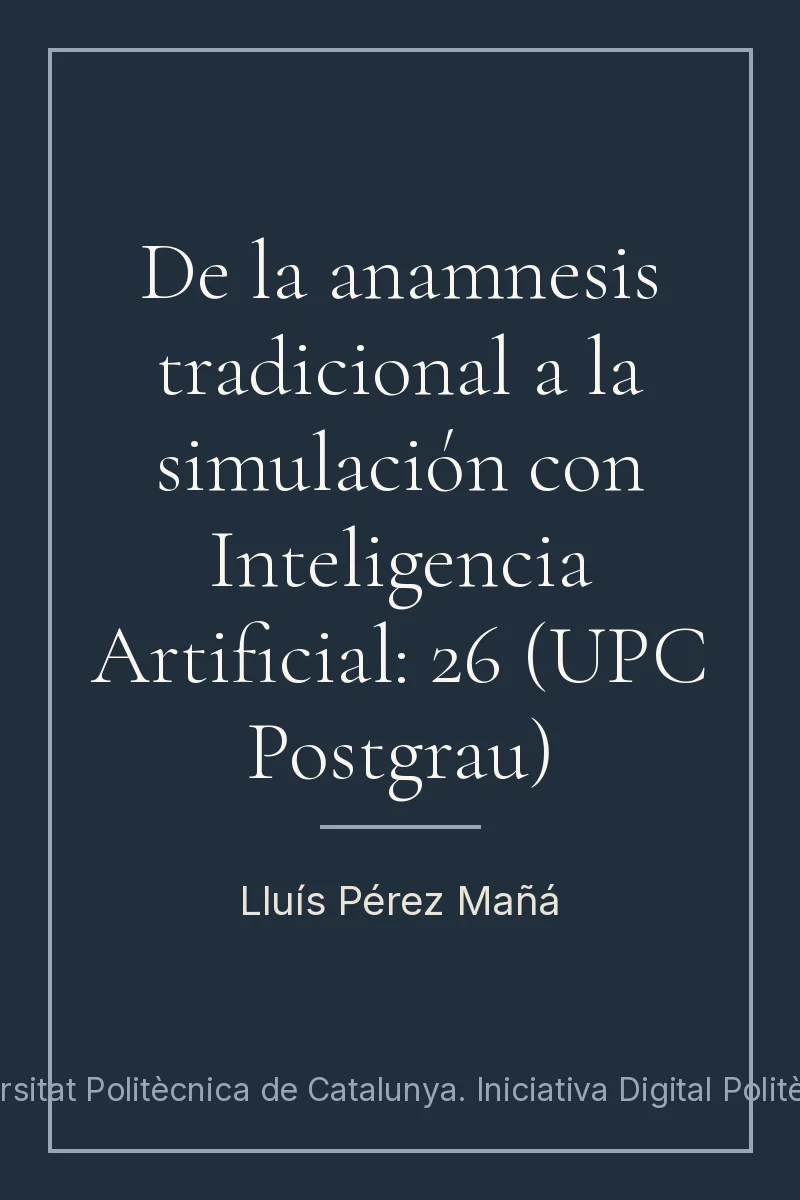 De la anamnesis
tradicional a la
simulación con
Inteligencia
Artificial: 26 (UPC
Postgrau)
Lluís Pérez Mañá
rsitat Politècnica de Catalunya. Iniciativa Digital Politè